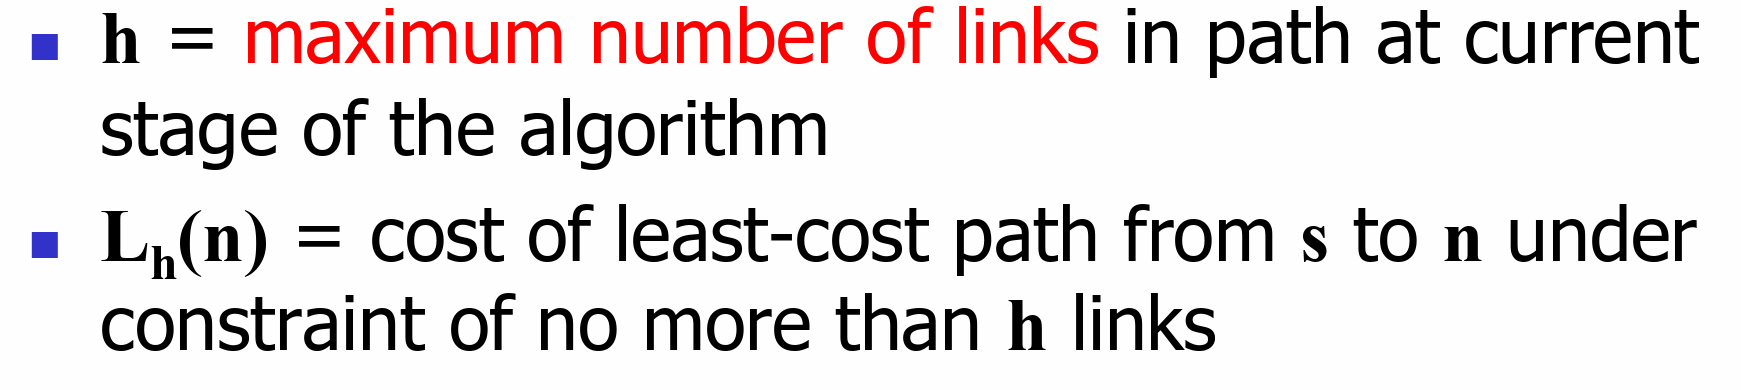 ■ h = maximum number of links in path at current
stage of the algorithm
■ Lₕ(n) = cost of least-cost path from s to n under
constraint of no more than h links